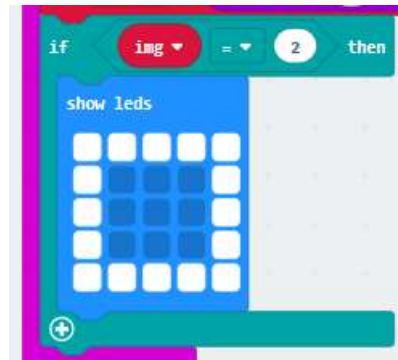 if img = 2 then
show leds